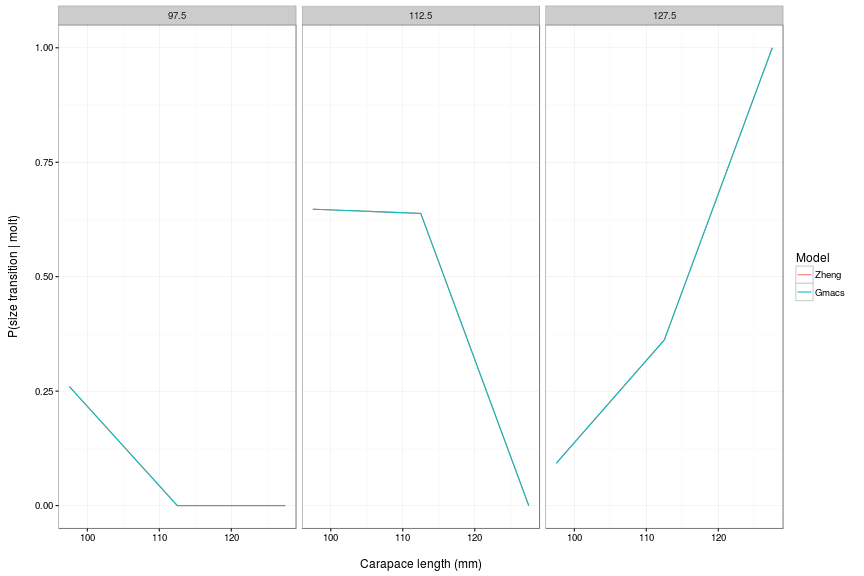 97.5 112.5 127.5
1.00
0.75
0.50
0.25
0.00
P(size transition | molt)
100 110 120 100 110 120 100 110 120
Carapace length (mm)
Model
Zheng
Gmacs